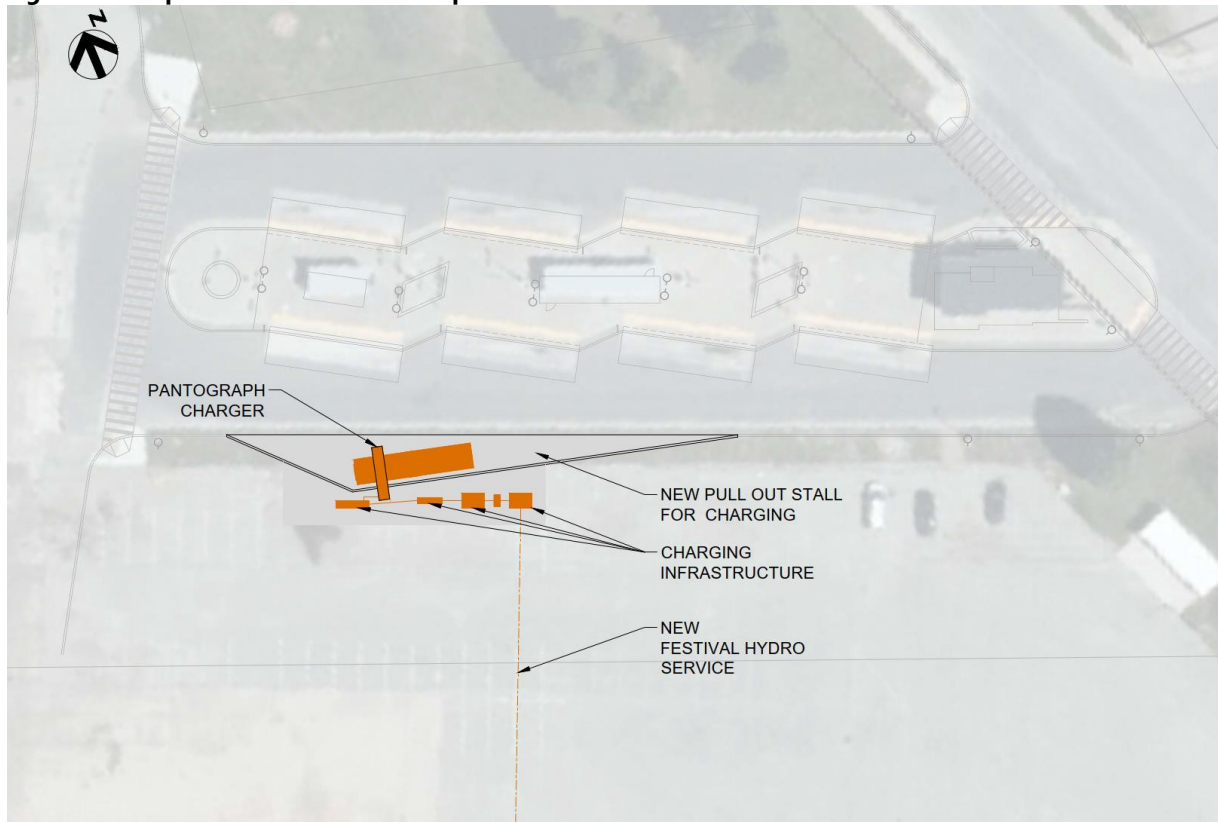 N
PANTOGRAPH
CHARGER
NEW PULL OUT STALL
FOR CHARGING
CHARGING
INFRASTRUCTURE
NEW
FESTIVAL HYDRO
SERVICE